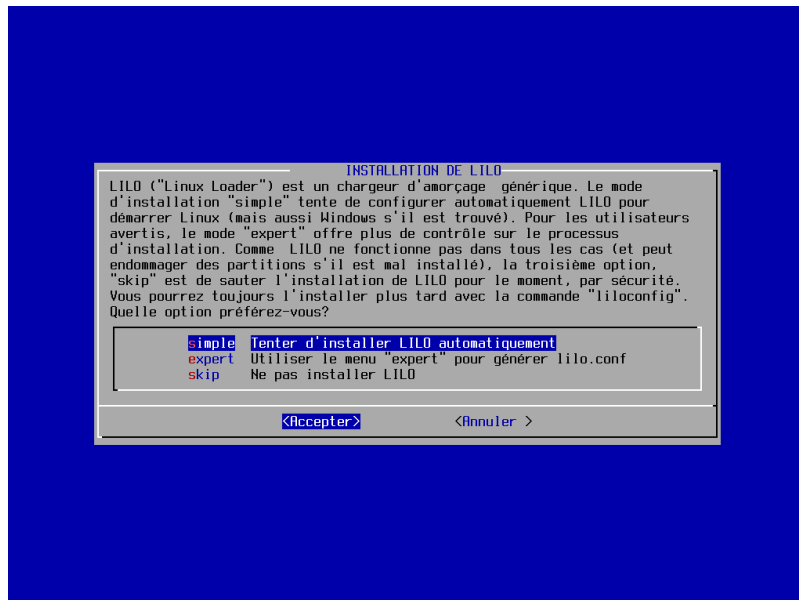 INSTALLATION DE LILO
LILO ("Linux Loader") est un chargeur d'amorçage  générique. Le mode
d'installation "simple" tente de configurer automatiquement LILO pour
démarrer Linux (mais aussi Windows s'il est trouvé). Pour les utilisateurs
avertis, le mode "expert" offre plus de contrôle sur le processus
d'installation. Comme  LILO ne fonctionne pas dans tous les cas (et peut
endommager des partitions s'il est mal installé), la troisième option,
"skip" est de sauter l'installation de LILO pour le moment, par sécurité.
Vous pourrez toujours l'installer plus tard avec la commande "liloconfig".
Quelle option préférez-vous?
simple  Tenter d'installer LILO automatiquement
expert  Utiliser le menu "expert" pour générer lilo.conf
skip    Ne pas installer LILO
<Accepter>  <Annuler >